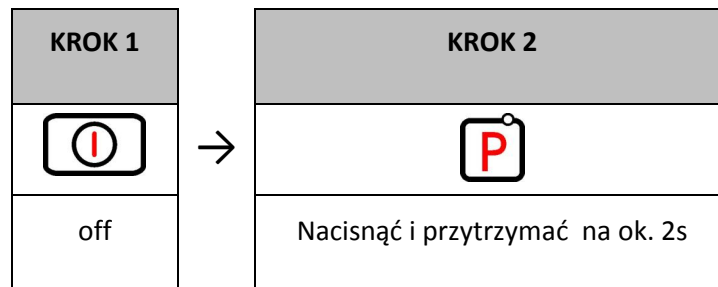 KROK 1
KROK 2
→
P
off
Nacisnąć i przytrzymać na ok. 2s